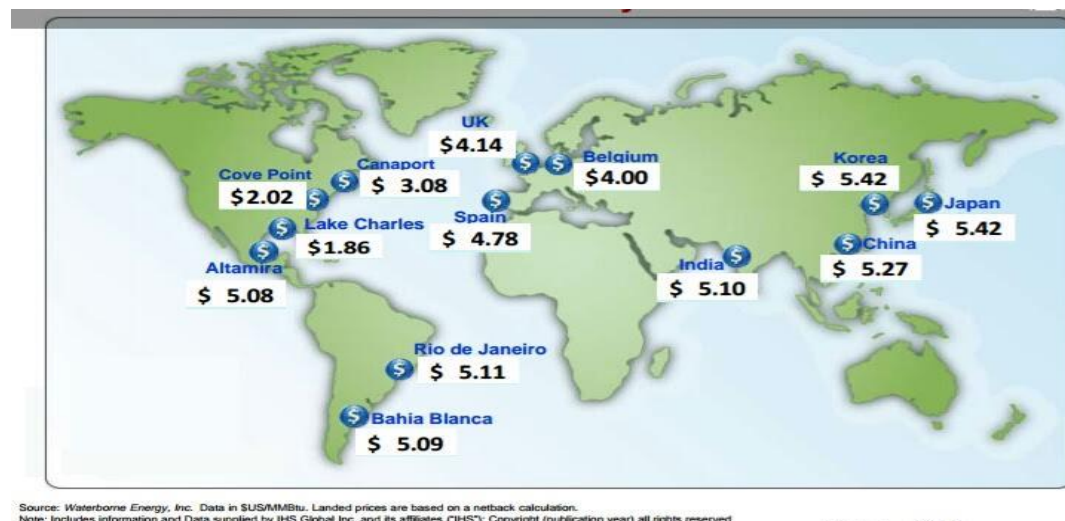 UK
$4.14
Belgium
$4.00
Canaport
$ 3.08
Cove Point
$2.02
Lake Charles
$1.86
Altamira
$ 5.08
Spain
$ 4.78
Korea
$ 5.42
Japan
$ 5.42
China
$ 5.27
India
$ 5.10
Rio de Janeiro
$ 5.11
Bahia Blanca
$ 5.09
Source: Waterborne Energy, Inc. Data in $US/MMBtu. Landed prices are based on a netback calculation.
Note: Includes information and Data supplied by IHS Global Inc. and its affiliates ("IHS"); Copyright (publication year) all rights reserved